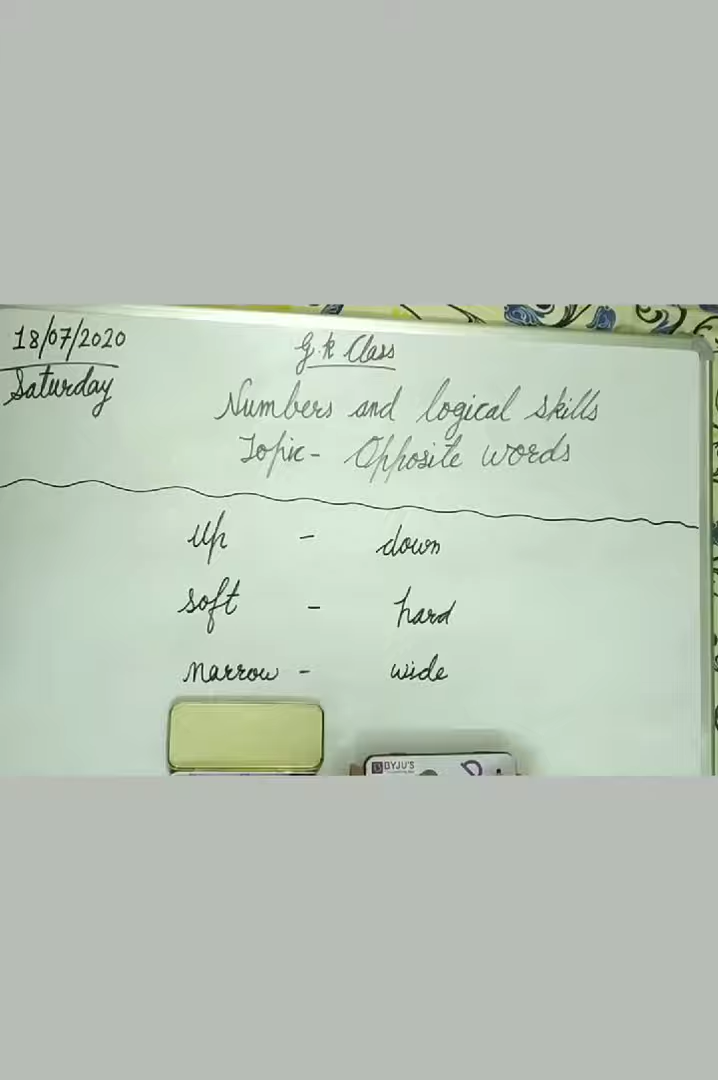 18/07/2020
Saturday
G.K Class
Numbers and logical skills
Topic- Opposite words
up - down
soft - hard
narrow - wide
BYJU'S